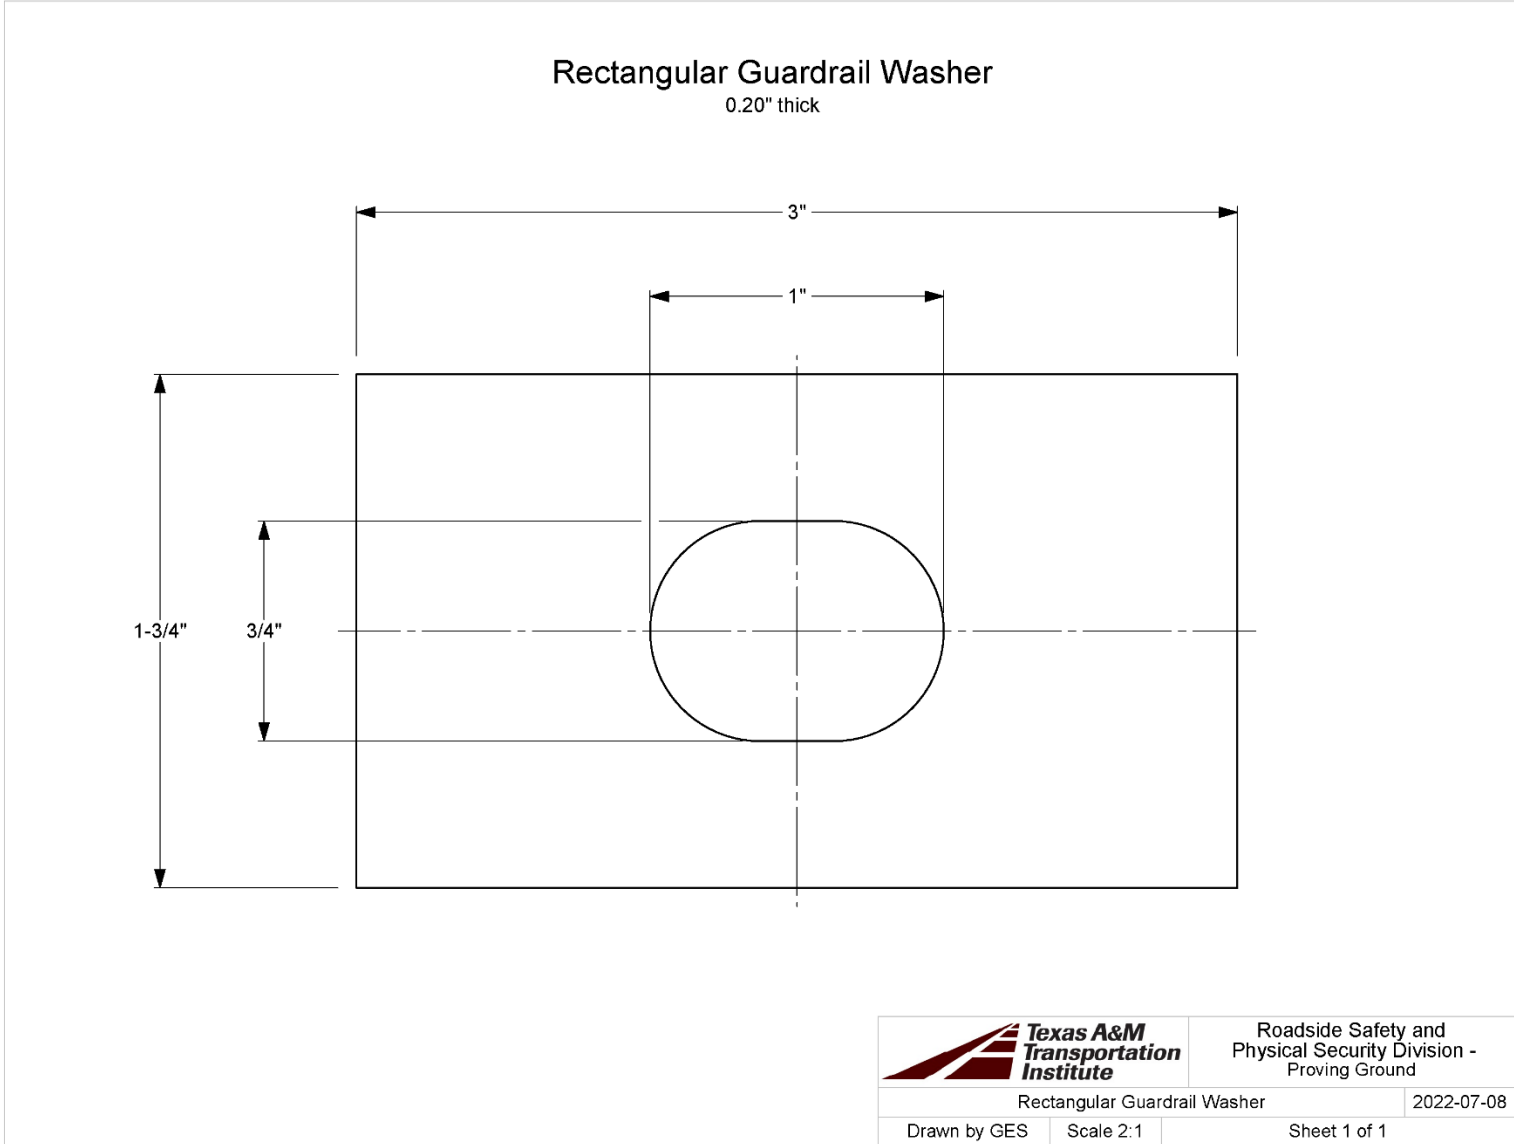 Rectangular Guardrail Washer
0.20" thick
3"
1"
1-3/4"
3/4"
Texas A&M
Transportation
Institute
Roadside Safety and
Physical Security Division -
Proving Ground
Rectangular Guardrail Washer
2022-07-08
Drawn by GES
Scale 2:1
Sheet 1 of 1